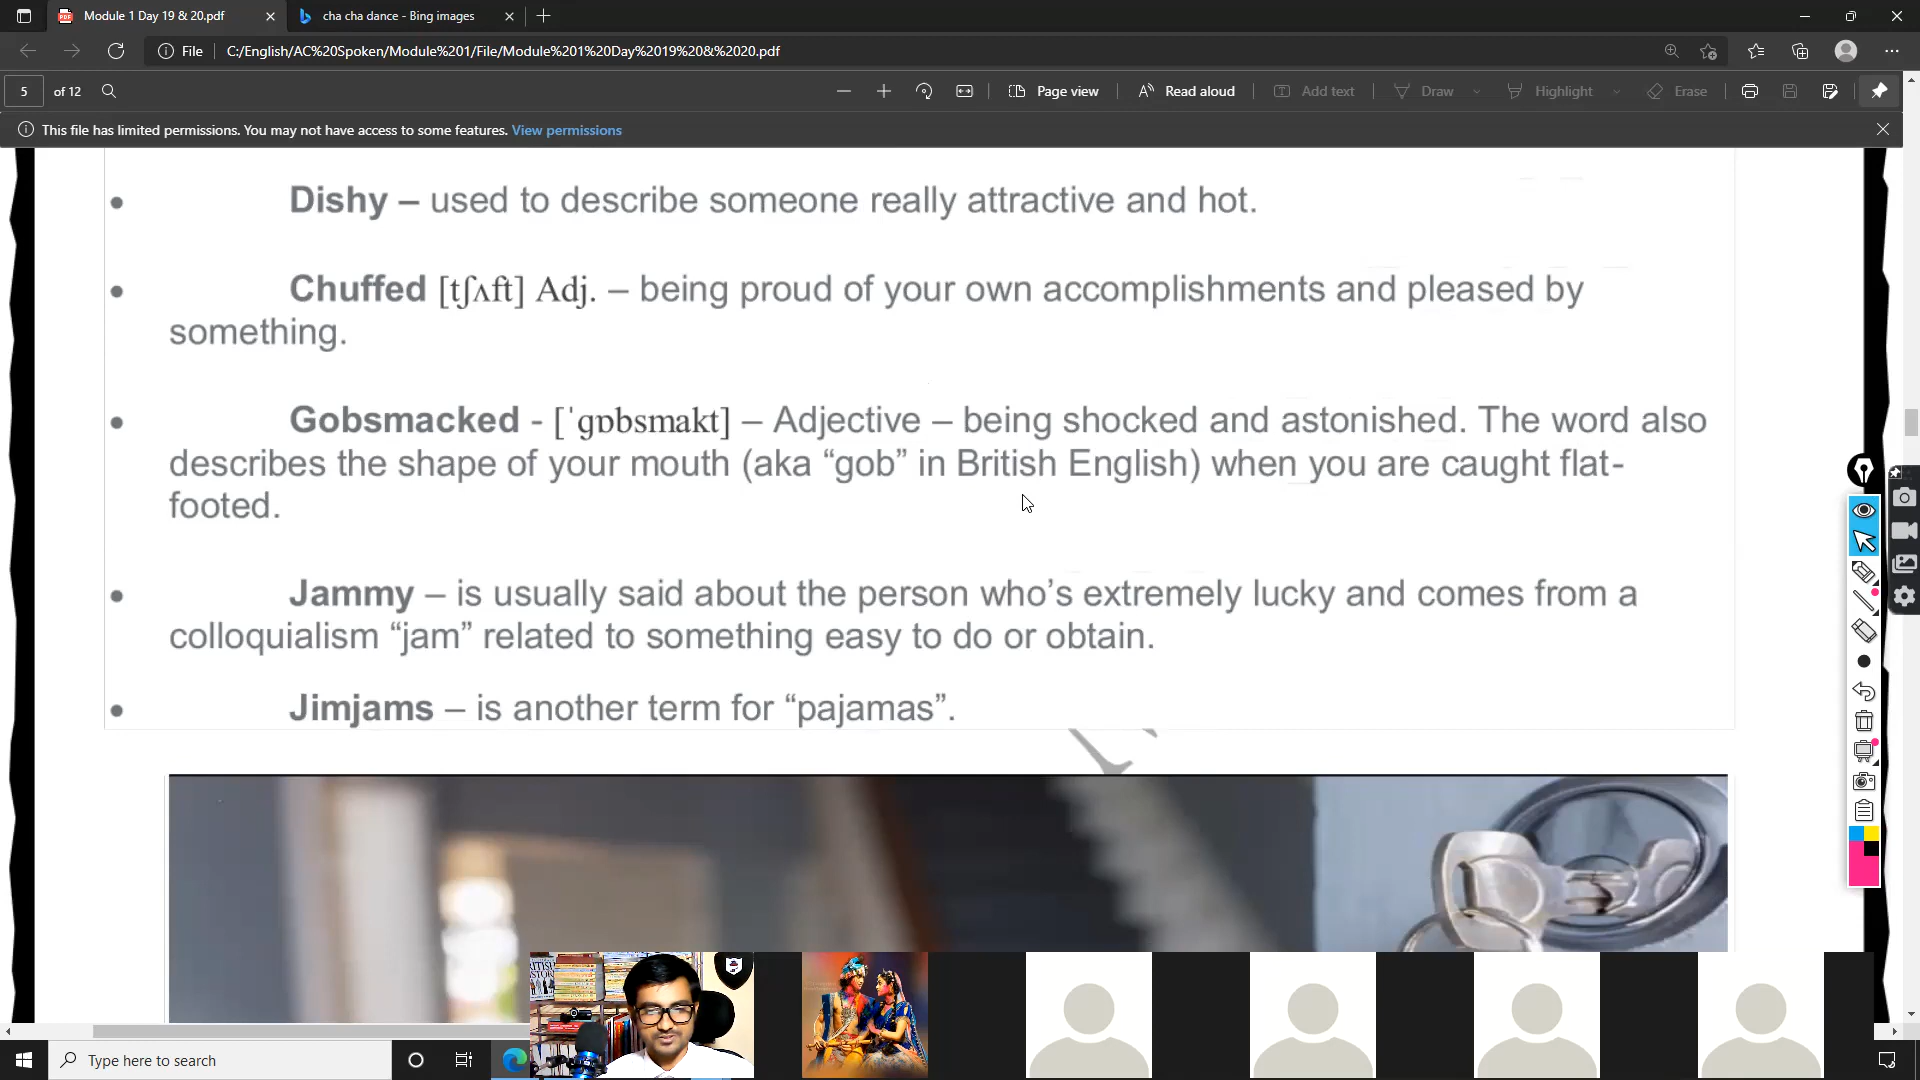 Module 1 Day 19 & 20.pdf
cha cha dance - Bing images
File
C:/English/AC%20Spoken/Module%201/File/Module%201%20Day%2019%20&%2020.pdf
5
of 12
Page view
Read aloud
Add text
Draw
Highlight
Erase
This file has limited permissions. You may not have access to some features. View permissions
• Dishy – used to describe someone really attractive and hot.
• Chuffed [tʃʌft] Adj. – being proud of your own accomplishments and pleased by
something.
• Gobsmacked - [ˈɡɒbsmakt] – Adjective – being shocked and astonished. The word also
describes the shape of your mouth (aka “gob” in British English) when you are caught flat-
footed.
• Jammy – is usually said about the person who’s extremely lucky and comes from a
colloquialism “jam” related to something easy to do or obtain.
• Jimjams – is another term for “pajamas”.
Type here to search